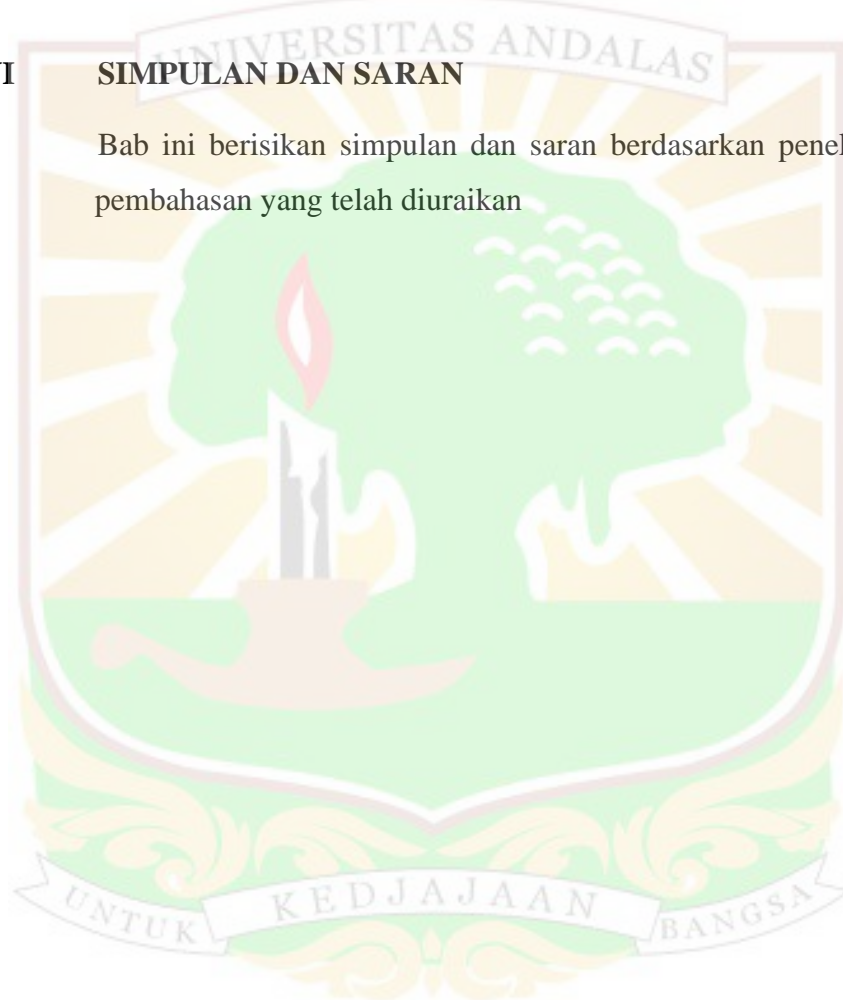 UNIVERSITAS ANDALAS
VI SIMPULAN DAN SARAN
Bab ini berisikan simpulan dan saran berdasarkan penel
pembahasan yang telah diuraikan
UNTUK KEDJAJAAN BANGSA